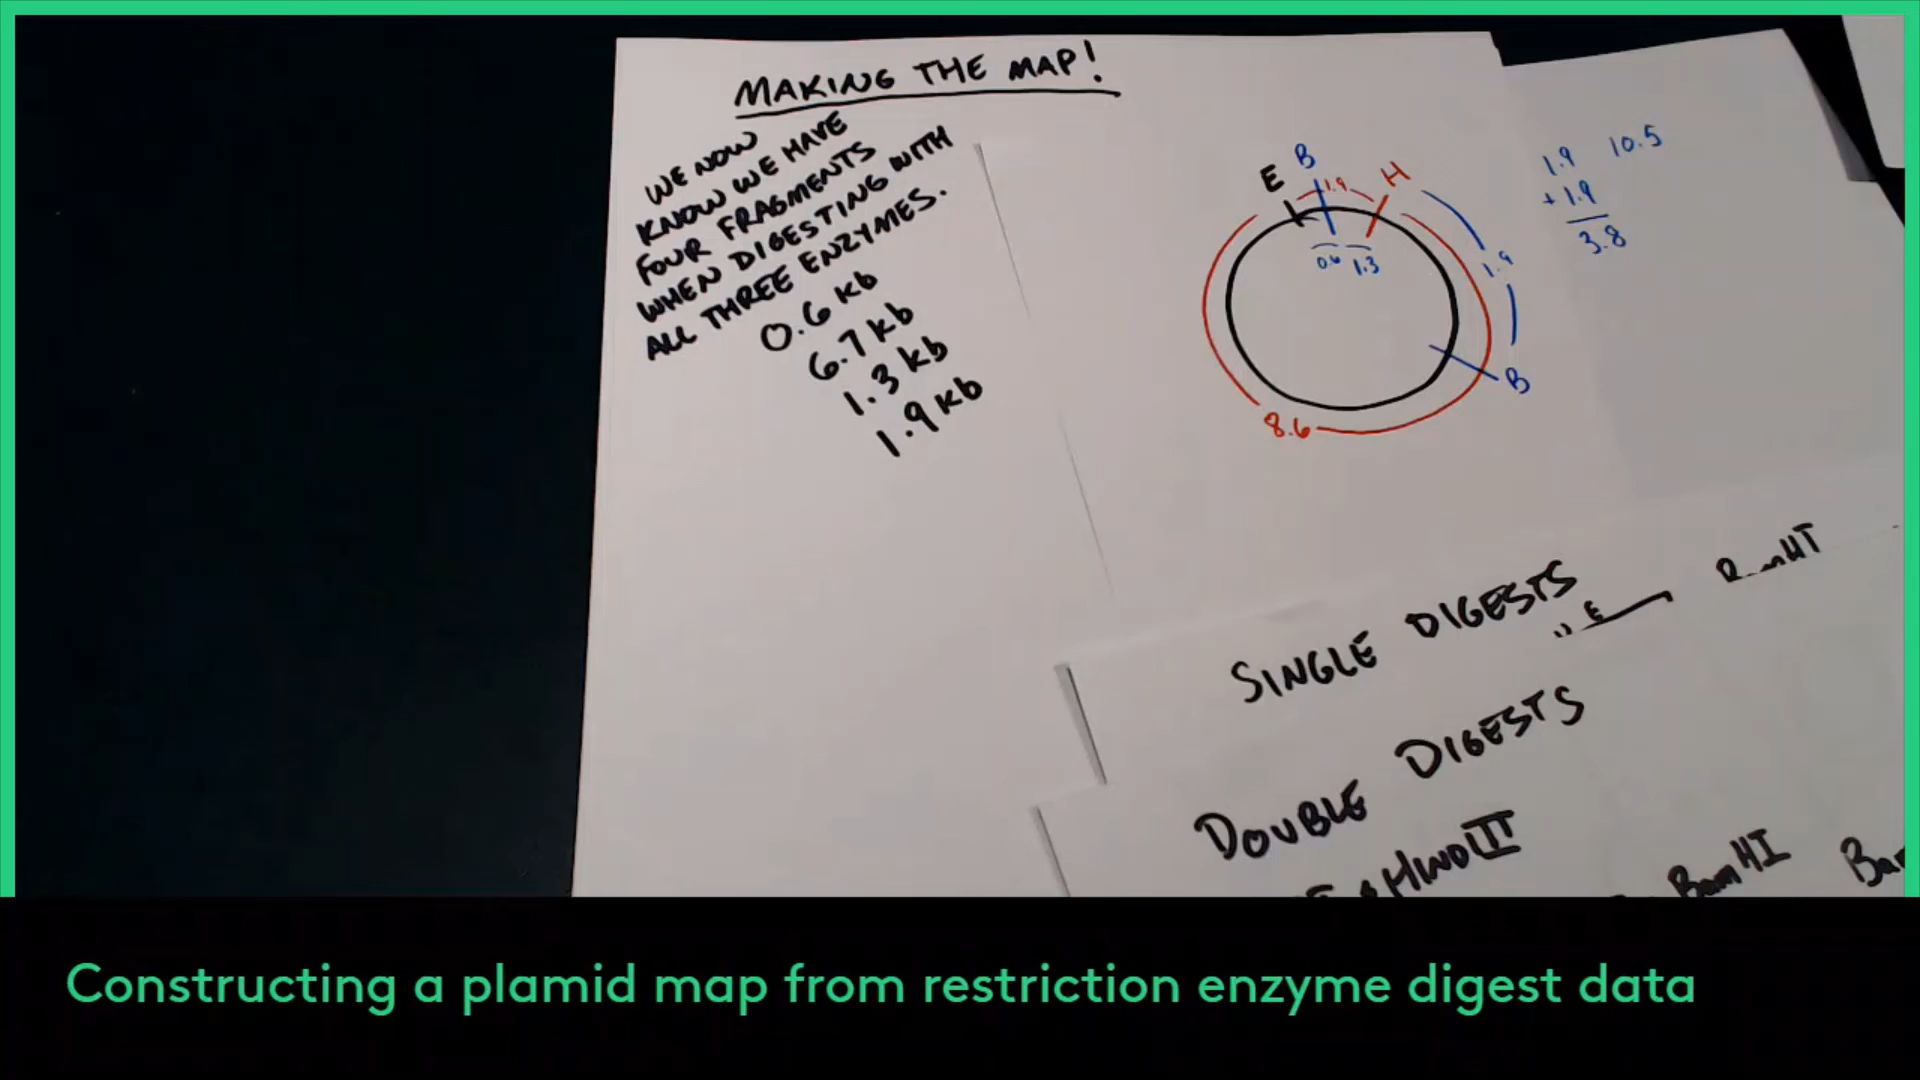 MAKING THE MAP!
WE NOW
KNOW WE HAVE
FOUR FRAGMENTS
WHEN DIGESTING WITH
ALL THREE ENZYMES.
0.6 kb
6.7 kb
1.3 kb
1.9 kb
E B 1.9 H
0.6 1.3
1.9
B
8.6
1.9 10.5
+ 1.9
3.8
SINGLE DIGESTS
BamHI
DOUBLE DIGESTS
E & HINDIII
BamHI
Bam
Constructing a plamid map from restriction enzyme digest data